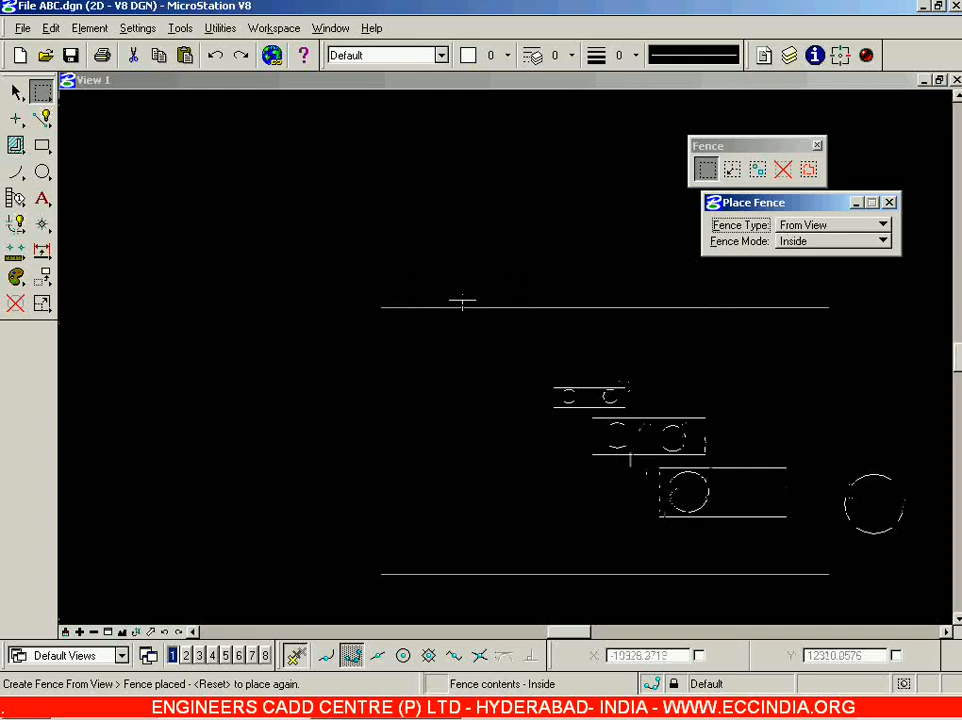 File ABC.dgn (2D - V8 DGN) - MicroStation V8
File Edit Element Settings Tools Utilities Workspace Window Help
Default 0 0 0
View 1
Fence
Place Fence
Fence Type: From View
Fence Mode: Inside
Default Views 1 2 3 4 5 6 7 8 X: Y: 12310.0576
Create Fence From View > Fence placed - <Reset> to place again. Fence contents - Inside Default
ENGINEERS CADD CENTRE (P) LTD - HYDERABAD- INDIA - WWW.ECCINDIA.ORG